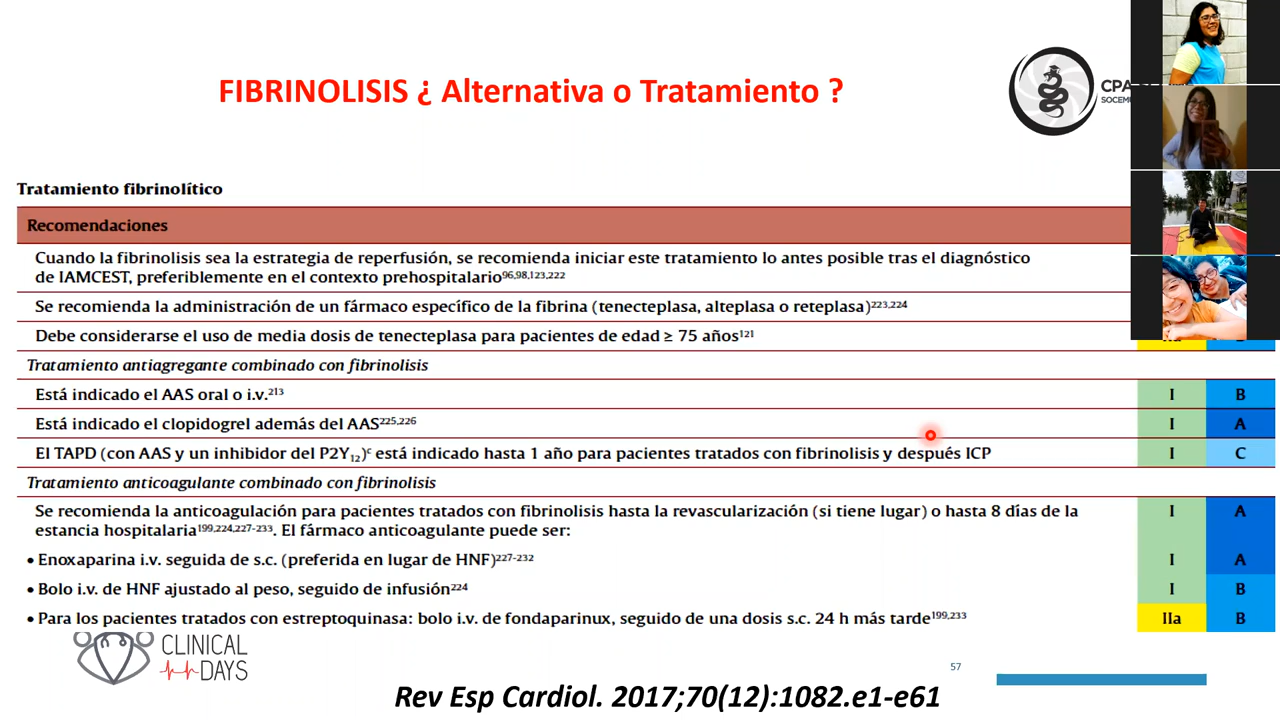 FIBRINOLISIS ¿ Alternativa o Tratamiento ?
CPA
SOCEM
Tratamiento fibrinolítico
Recomendaciones
Cuando la fibrinolisis sea la estrategia de reperfusión, se recomienda iniciar este tratamiento lo antes posible tras el diagnóstico
de IAMCEST, preferiblemente en el contexto prehospitalario96,98,123,222
Se recomienda la administración de un fármaco específico de la fibrina (tenecteplasa, alteplasa o reteplasa)223,224
Debe considerarse el uso de media dosis de tenecteplasa para pacientes de edad ≥ 75 años121
Tratamiento antiagregante combinado con fibrinolisis
Está indicado el AAS oral o i.v.213 I B
Está indicado el clopidogrel además del AAS225,226 I A
El TAPD (con AAS y un inhibidor del P2Y12)c está indicado hasta 1 año para pacientes tratados con fibrinolisis y después ICP I C
Tratamiento anticoagulante combinado con fibrinolisis
Se recomienda la anticoagulación para pacientes tratados con fibrinolisis hasta la revascularización (si tiene lugar) o hasta 8 días de la I A
estancia hospitalaria199,224,227-233. El fármaco anticoagulante puede ser:
• Enoxaparina i.v. seguida de s.c. (preferida en lugar de HNF)227-232 I A
• Bolo i.v. de HNF ajustado al peso, seguido de infusión224 I B
• Para los pacientes tratados con estreptoquinasa: bolo i.v. de fondaparinux, seguido de una dosis s.c. 24 h más tarde199,233 IIa B
CLINICAL
DAYS
57
Rev Esp Cardiol. 2017;70(12):1082.e1-e61